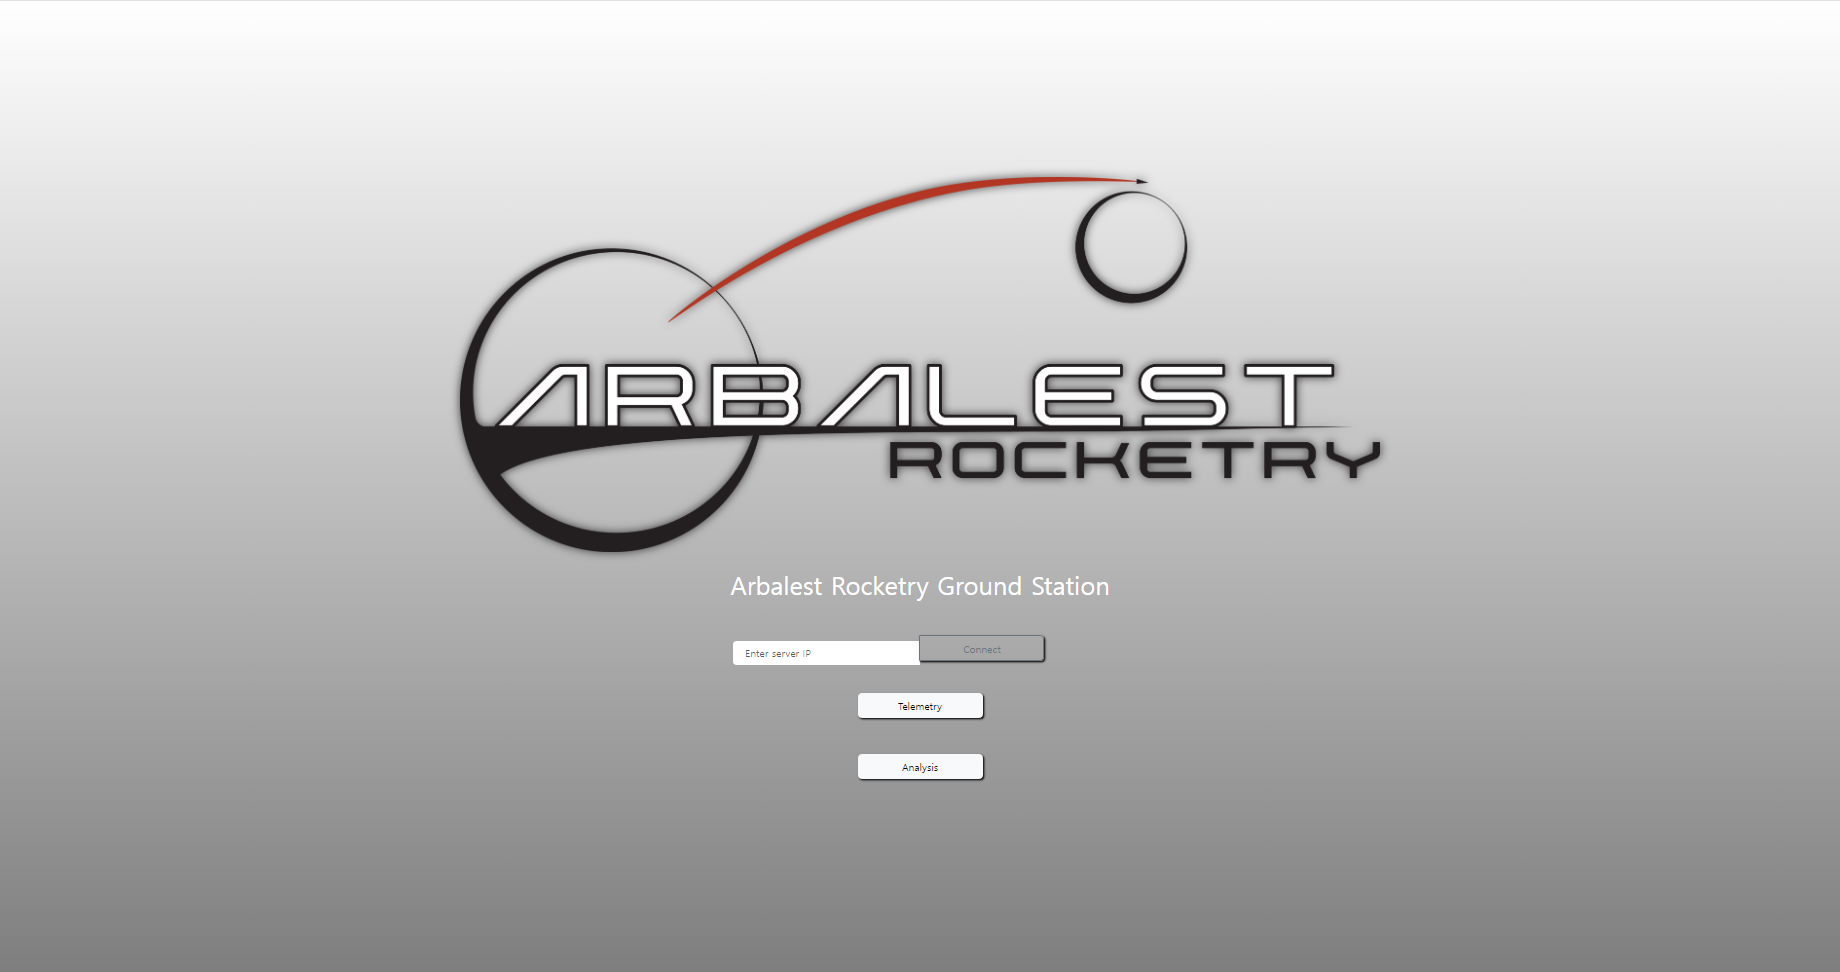 ARBALEST
ROCKETRY
Arbalest Rocketry Ground Station
Enter server IP
Connect
Telemetry
Analysis